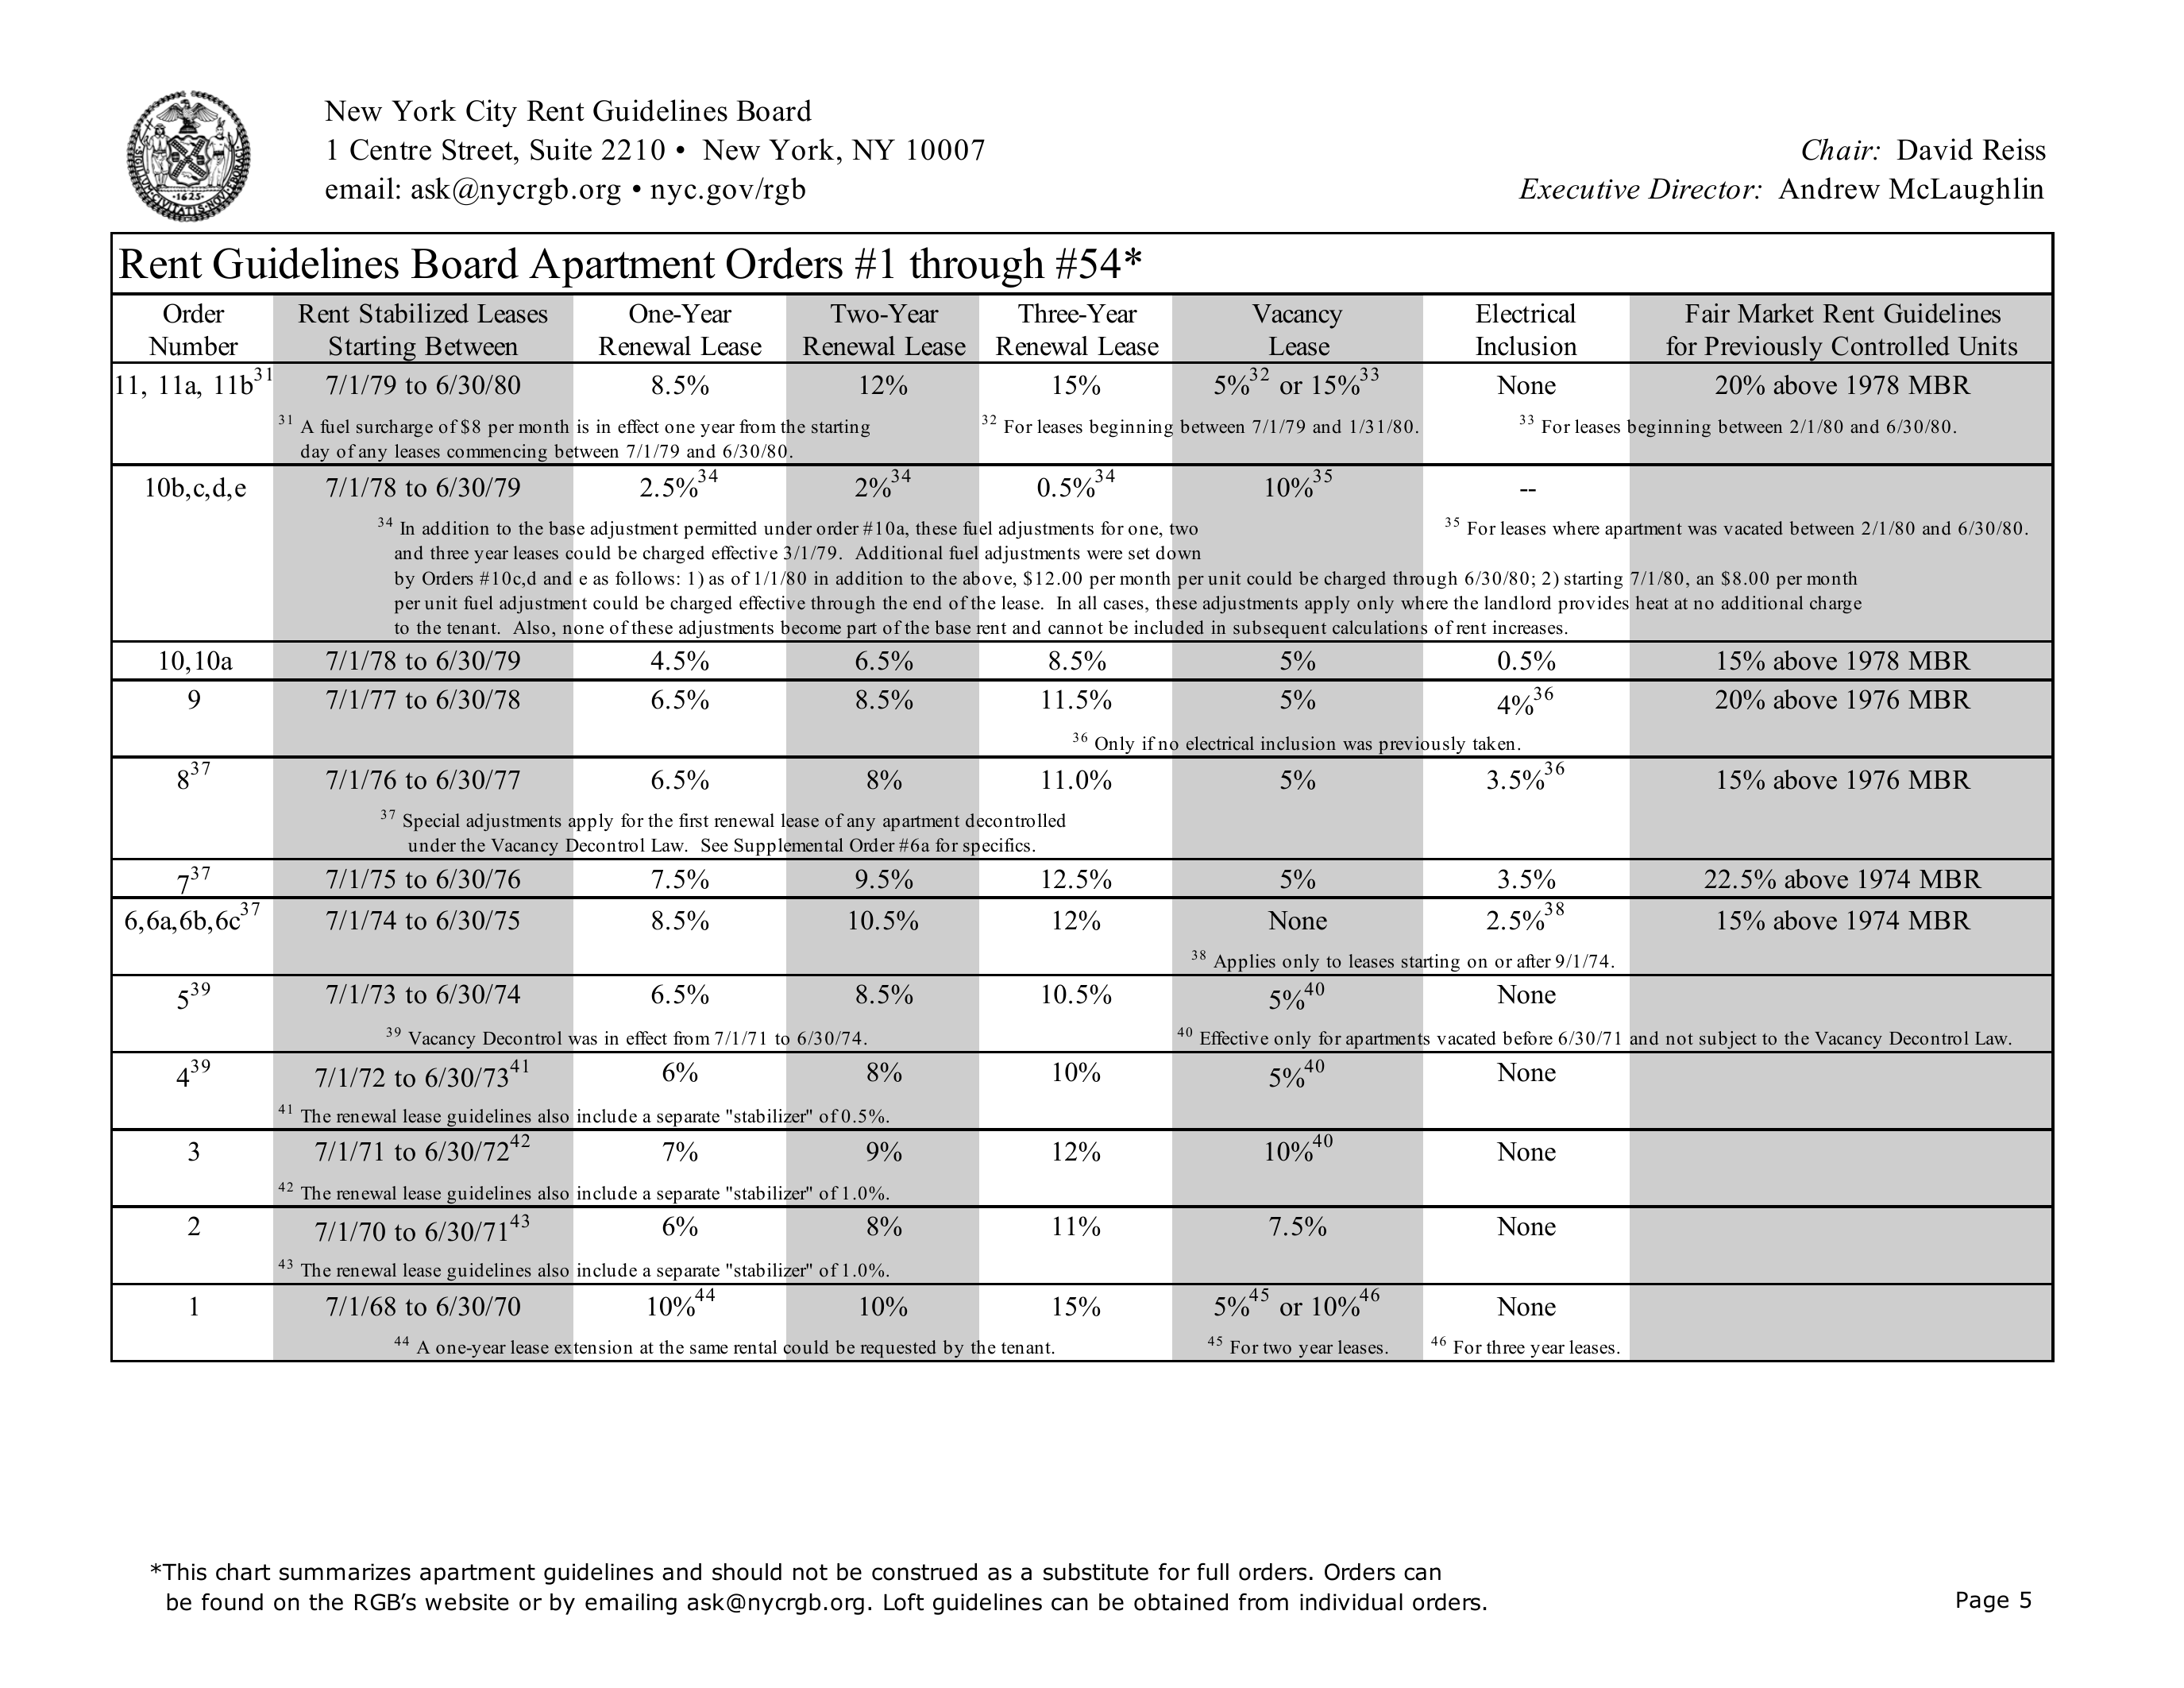 New York City Rent Guidelines Board
1 Centre Street, Suite 2210 • New York, NY 10007
email: ask@nycrgb.org • nyc.gov/rgb
Chair: David Reiss
Executive Director: Andrew McLaughlin
Rent Guidelines Board Apartment Orders #1 through #54*
Order Number | Rent Stabilized Leases Starting Between | One-Year Renewal Lease | Two-Year Renewal Lease | Three-Year Renewal Lease | Vacancy Lease | Electrical Inclusion | Fair Market Rent Guidelines for Previously Controlled Units
11, 11a, 11b31 7/1/79 to 6/30/80 8.5% 12% 15% 5%32 or 15%33 None 20% above 1978 MBR
31 A fuel surcharge of $8 per month is in effect one year from the starting
day of any leases commencing between 7/1/79 and 6/30/80.
32 For leases beginning between 7/1/79 and 1/31/80.
33 For leases beginning between 2/1/80 and 6/30/80.
10b,c,d,e 7/1/78 to 6/30/79 2.5%34 2%34 0.5%34 10%35 --
34 In addition to the base adjustment permitted under order #10a, these fuel adjustments for one, two
35 For leases where apartment was vacated between 2/1/80 and 6/30/80.
and three year leases could be charged effective 3/1/79. Additional fuel adjustments were set down
by Orders #10c,d and e as follows: 1) as of 1/1/80 in addition to the above, $12.00 per month per unit could be charged through 6/30/80; 2) starting 7/1/80, an $8.00 per month
per unit fuel adjustment could be charged effective through the end of the lease. In all cases, these adjustments apply only where the landlord provides heat at no additional charge
to the tenant. Also, none of these adjustments become part of the base rent and cannot be included in subsequent calculations of rent increases.
10,10a 7/1/78 to 6/30/79 4.5% 6.5% 8.5% 5% 0.5% 15% above 1978 MBR
9 7/1/77 to 6/30/78 6.5% 8.5% 11.5% 5% 4%36 20% above 1976 MBR
36 Only if no electrical inclusion was previously taken.
837 7/1/76 to 6/30/77 6.5% 8% 11.0% 5% 3.5%36 15% above 1976 MBR
37 Special adjustments apply for the first renewal lease of any apartment decontrolled
under the Vacancy Decontrol Law. See Supplemental Order #6a for specifics.
737 7/1/75 to 6/30/76 7.5% 9.5% 12.5% 5% 3.5% 22.5% above 1974 MBR
6,6a,6b,6c37 7/1/74 to 6/30/75 8.5% 10.5% 12% None 2.5%38 15% above 1974 MBR
38 Applies only to leases starting on or after 9/1/74.
539 7/1/73 to 6/30/74 6.5% 8.5% 10.5% 5%40 None
39 Vacancy Decontrol was in effect from 7/1/71 to 6/30/74.
40 Effective only for apartments vacated before 6/30/71 and not subject to the Vacancy Decontrol Law.
439 7/1/72 to 6/30/7341 6% 8% 10% 5%40 None
41 The renewal lease guidelines also include a separate "stabilizer" of 0.5%.
3 7/1/71 to 6/30/7242 7% 9% 12% 10%40 None
42 The renewal lease guidelines also include a separate "stabilizer" of 1.0%.
2 7/1/70 to 6/30/7143 6% 8% 11% 7.5% None
43 The renewal lease guidelines also include a separate "stabilizer" of 1.0%.
1 7/1/68 to 6/30/70 10%44 10% 15% 5%45 or 10%46 None
44 A one-year lease extension at the same rental could be requested by the tenant.
45 For two year leases.
46 For three year leases.
*This chart summarizes apartment guidelines and should not be construed as a substitute for full orders. Orders can
be found on the RGB’s website or by emailing ask@nycrgb.org. Loft guidelines can be obtained from individual orders.
Page 5